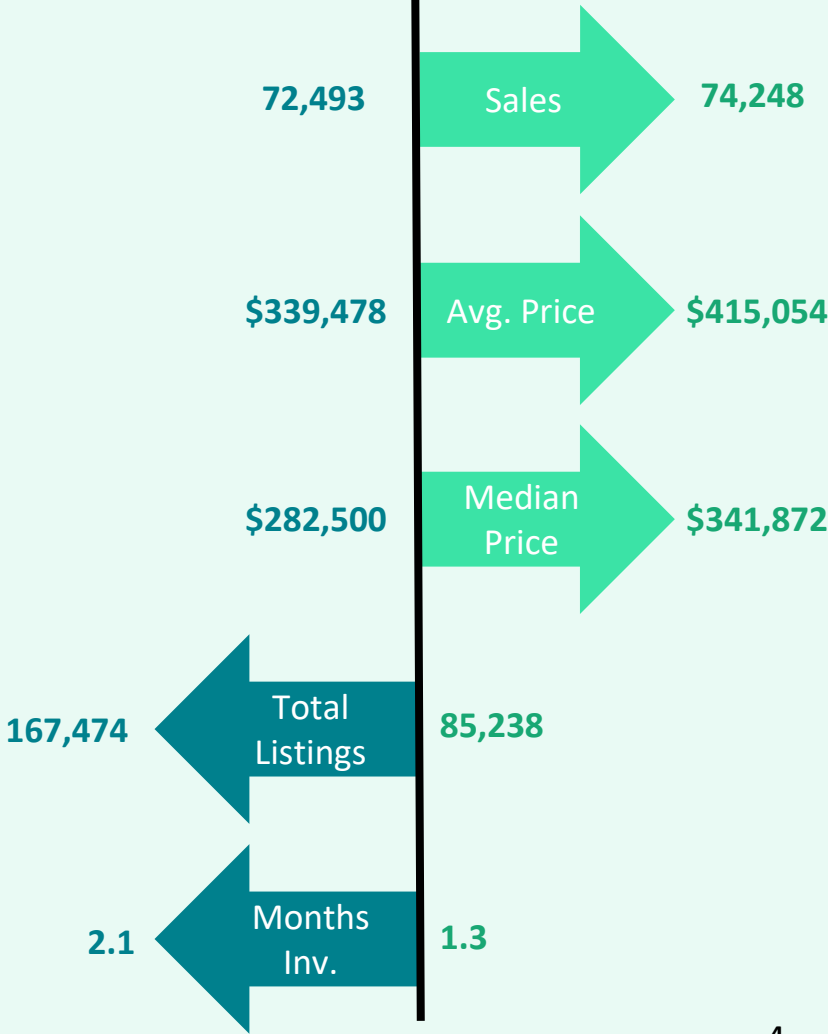 72,493 Sales 74,248
$339,478 Avg. Price $415,054
Median
$282,500 Price $341,872
Total
167,474 Listings 85,238
Months
2.1 Inv. 1.3